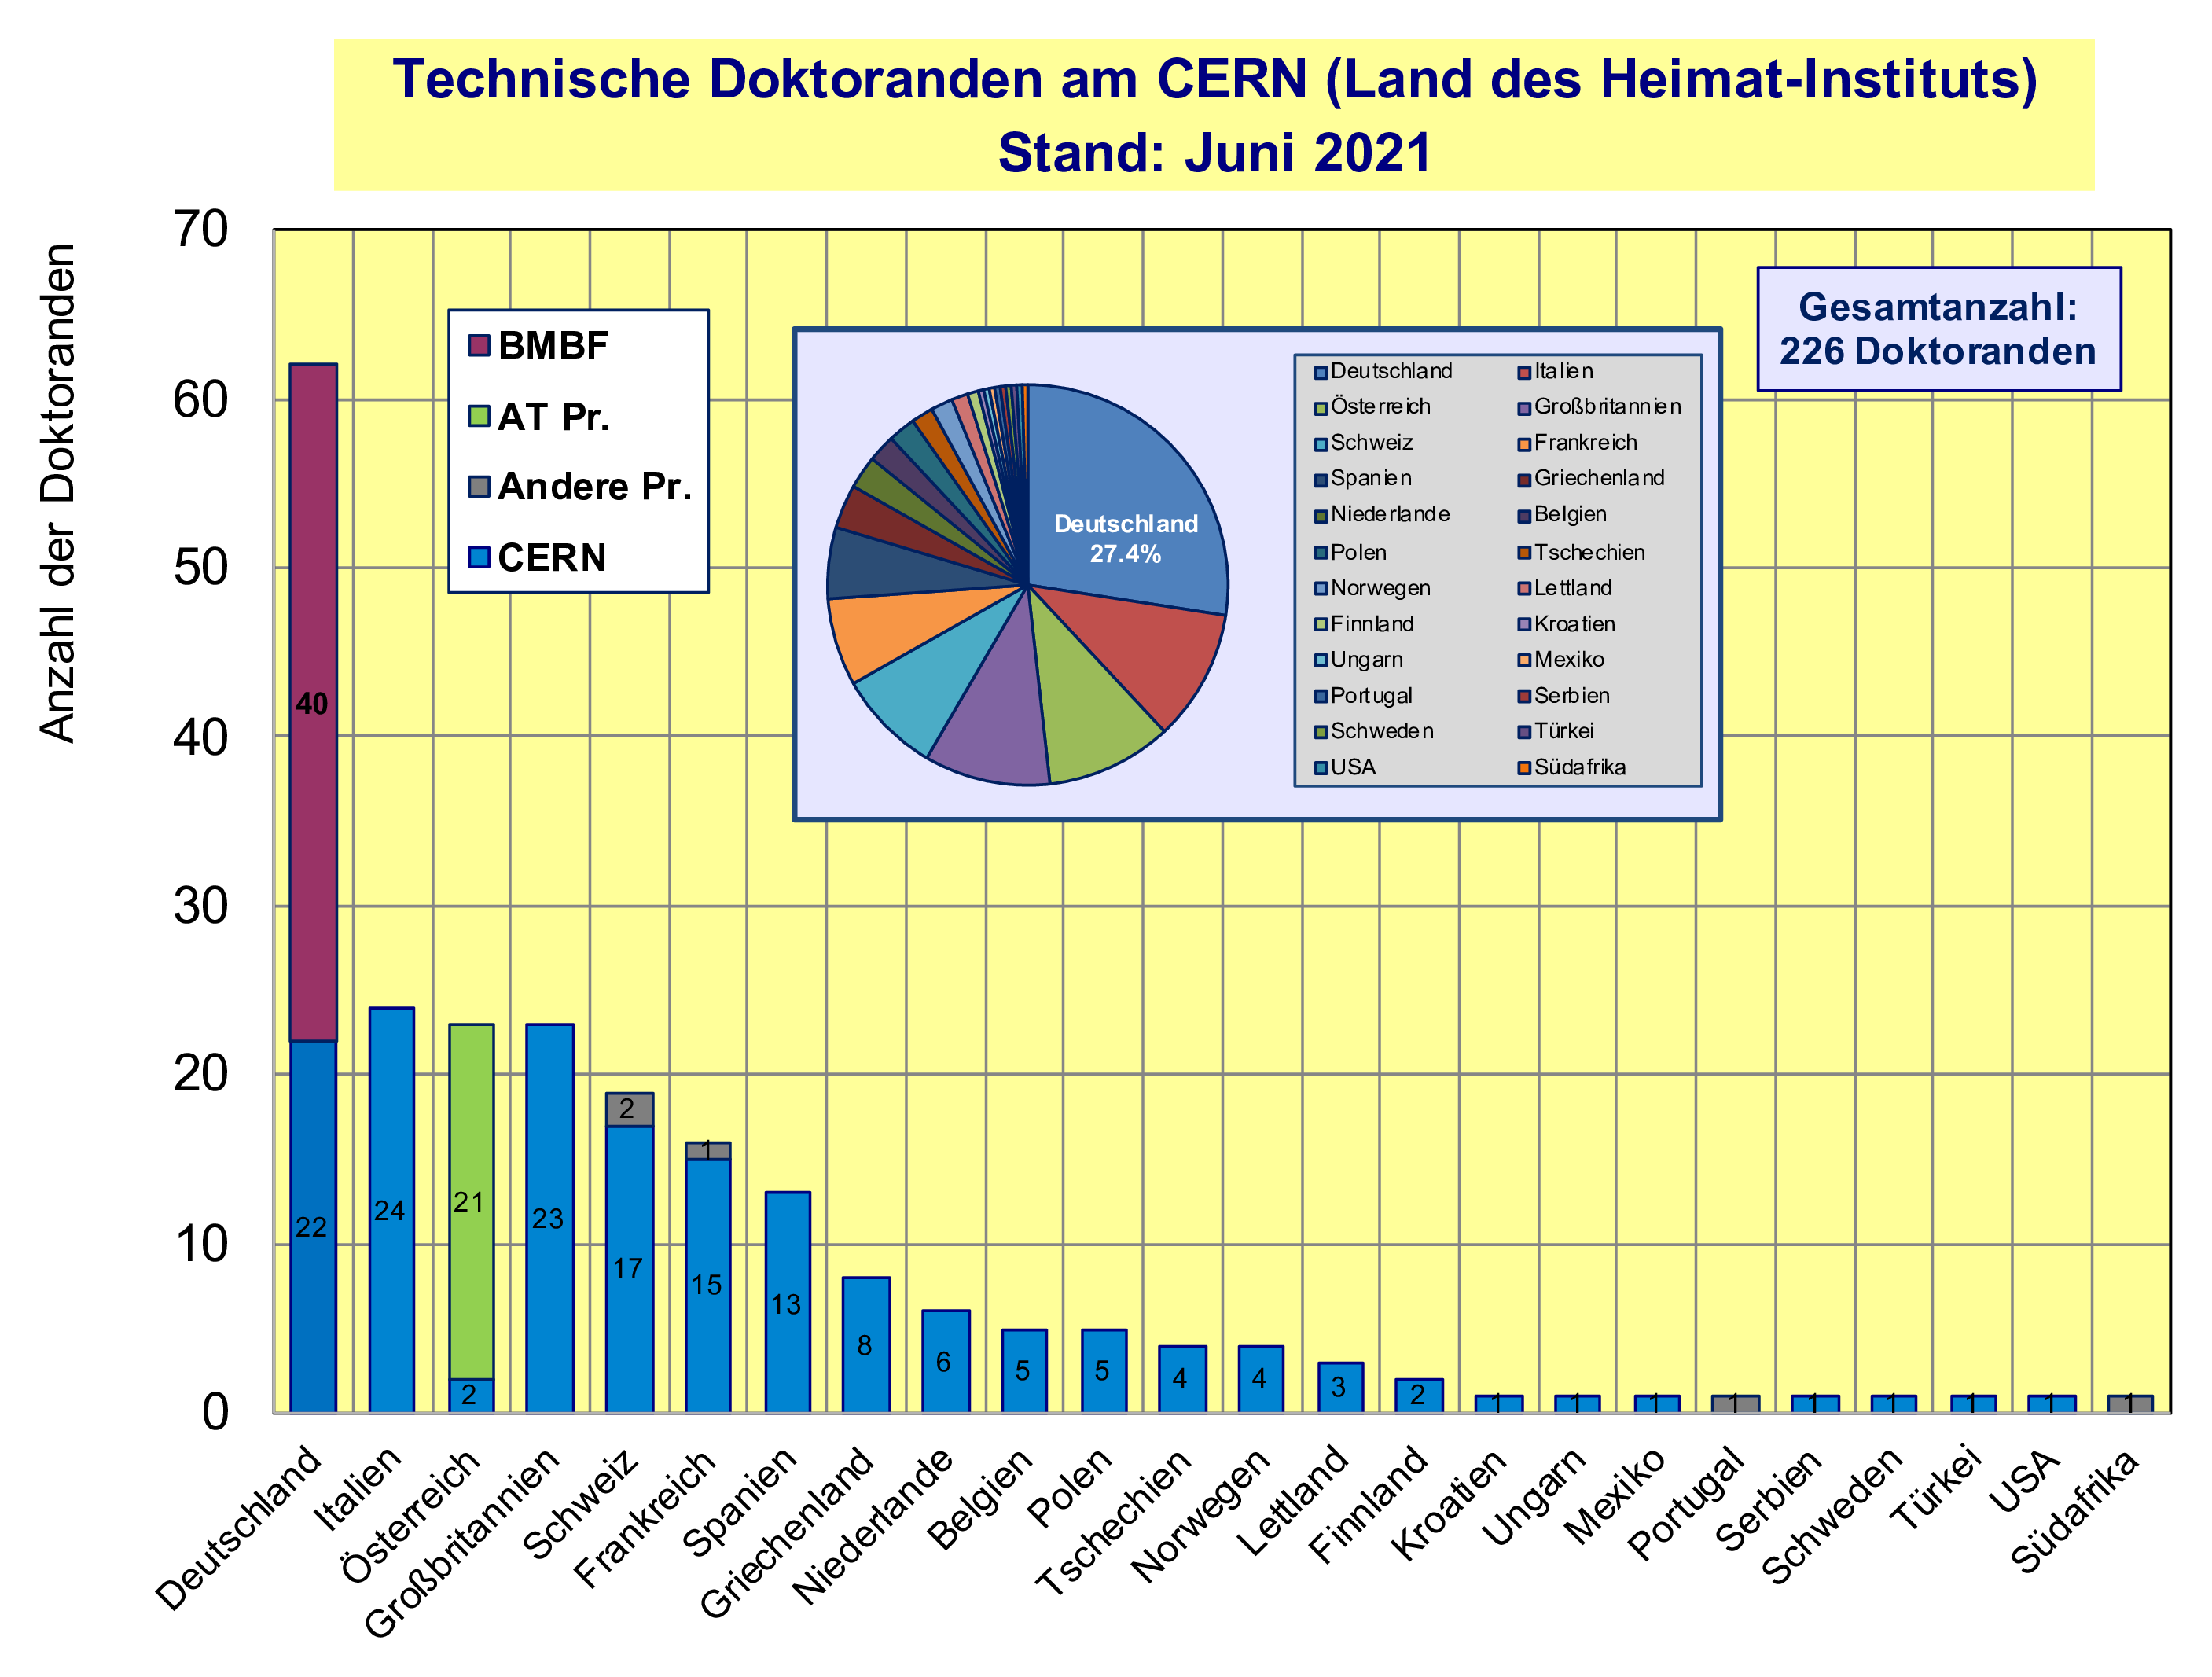 Technische Doktoranden am CERN (Land des Heimat-Instituts)
Stand: Juni 2021
Anzahl der Doktoranden
70
60
50
40
30
20
10
0
BMBF
AT Pr.
Andere Pr.
CERN
Deutschland
27.4%
Deutschland Italien
Österreich Großbritannien
Schweiz Frankreich
Spanien Griechenland
Niederlande Belgien
Polen Tschechien
Norwegen Lettland
Finnland Kroatien
Ungarn Mexiko
Portugal Serbien
Schweden Türkei
USA Südafrika
Gesamtanzahl:
226 Doktoranden
40
22
24
21
2
23
2
17
1
15
13
8
6
5
5
4
4
3
2
1
1
1
1
1
1
1
1
1
Deutschland
Italien
Österreich
Großbritannien
Schweiz
Frankreich
Spanien
Griechenland
Niederlande
Belgien
Polen
Tschechien
Norwegen
Lettland
Finnland
Kroatien
Ungarn
Mexiko
Portugal
Serbien
Schweden
Türkei
USA
Südafrika